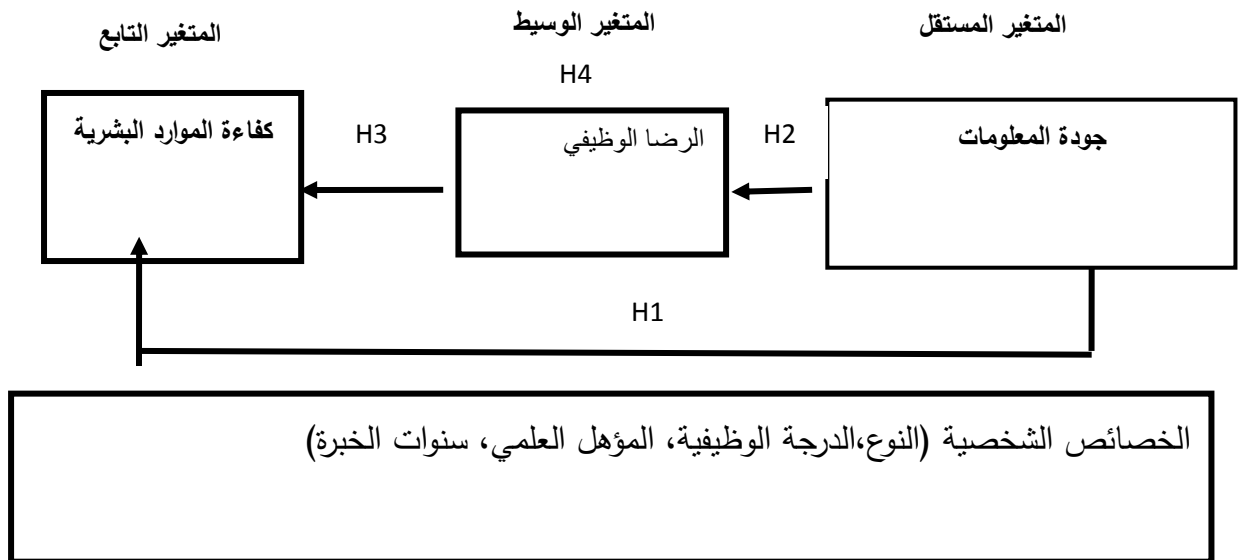 المتغير المستقل
المتغير الوسيط
المتغير التابع
H4
جودة المعلومات
H2
الرضا الوظيفي
H3
كفاءة الموارد البشرية
H1
الخصائص الشخصية (النوع،الدرجة الوظيفية، المؤهل العلمي، سنوات الخبرة)